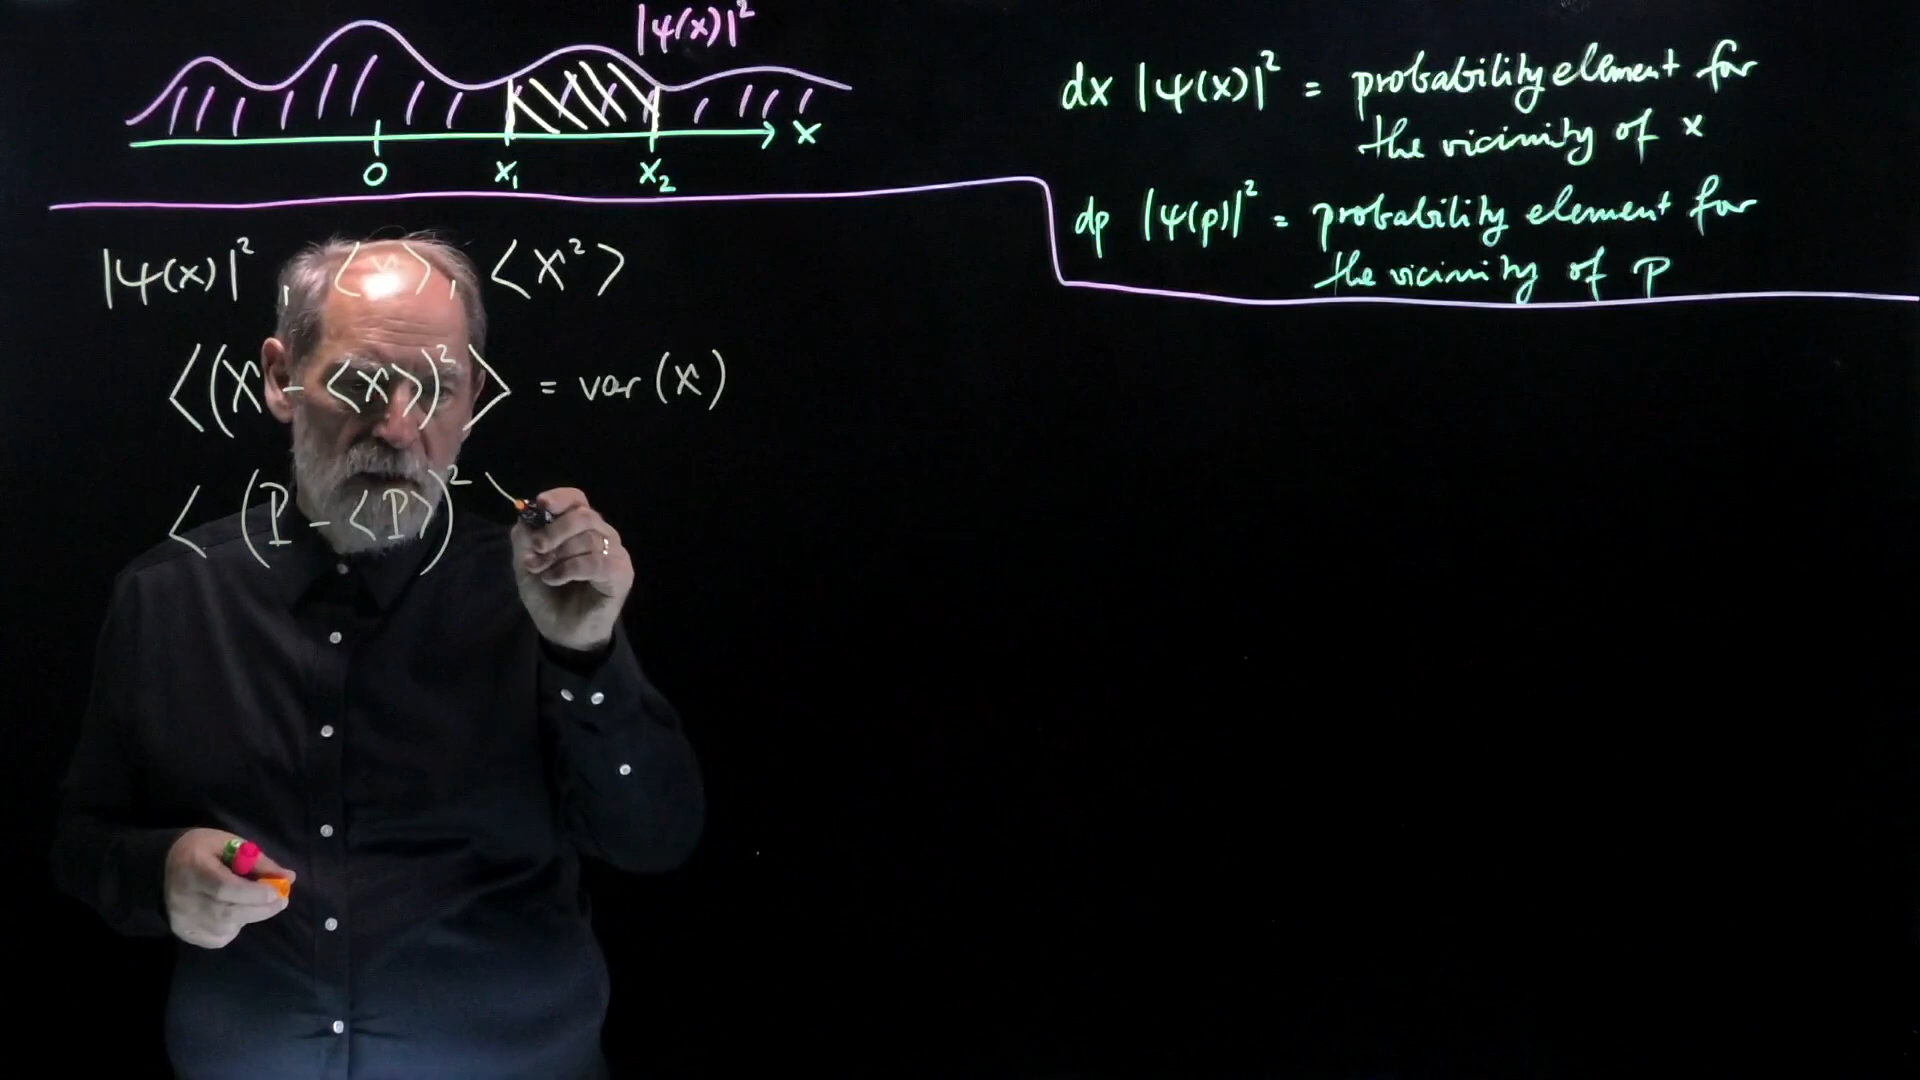 |ψ(x)|²
0 x₁ x₂ x
dx |ψ(x)|² = probability element for
the vicinity of x
dp |ψ(p)|² = probability element for
the vicinity of p
|ψ(x)|², ⟨X⟩, ⟨X²⟩
⟨(X - ⟨X⟩)²⟩ = var(X)
⟨(P - ⟨P⟩)²